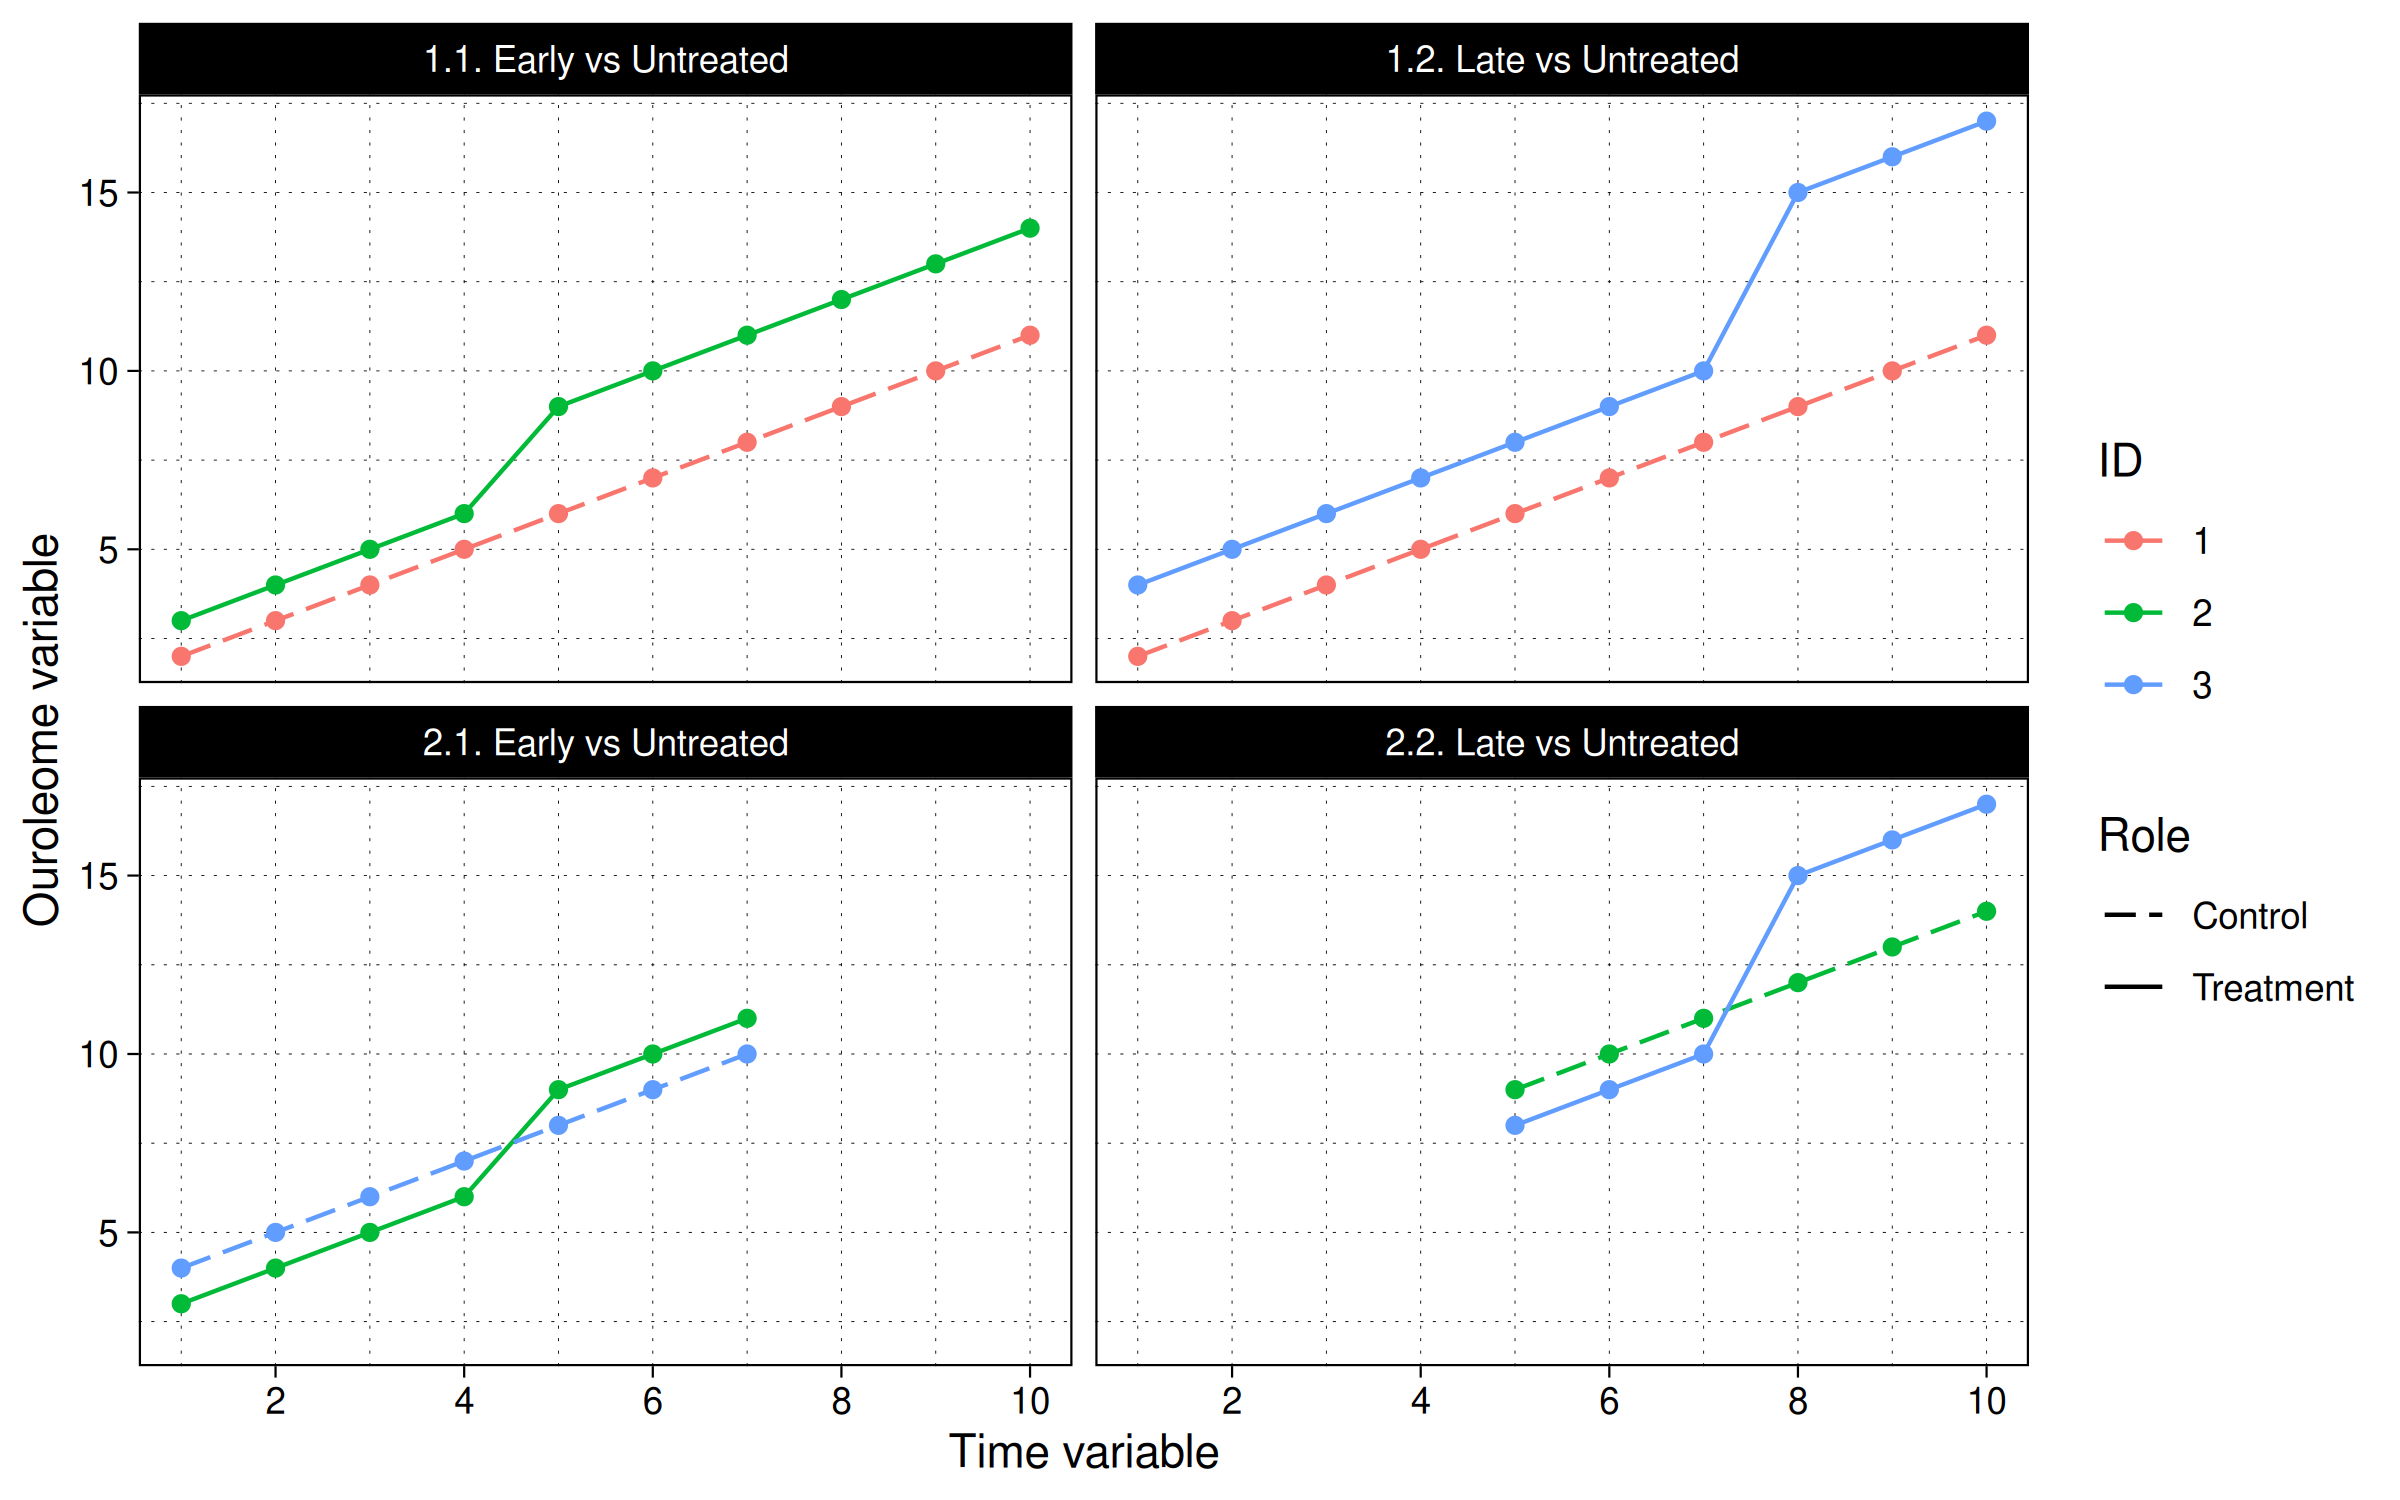 1.1. Early vs Untreated
1.2. Late vs Untreated
15
10
5
2.1. Early vs Untreated
2.2. Late vs Untreated
15
10
5
2 4 6 8 10
2 4 6 8 10
Time variable
Ouroleome variable
ID
1
2
3
Role
Control
Treatment